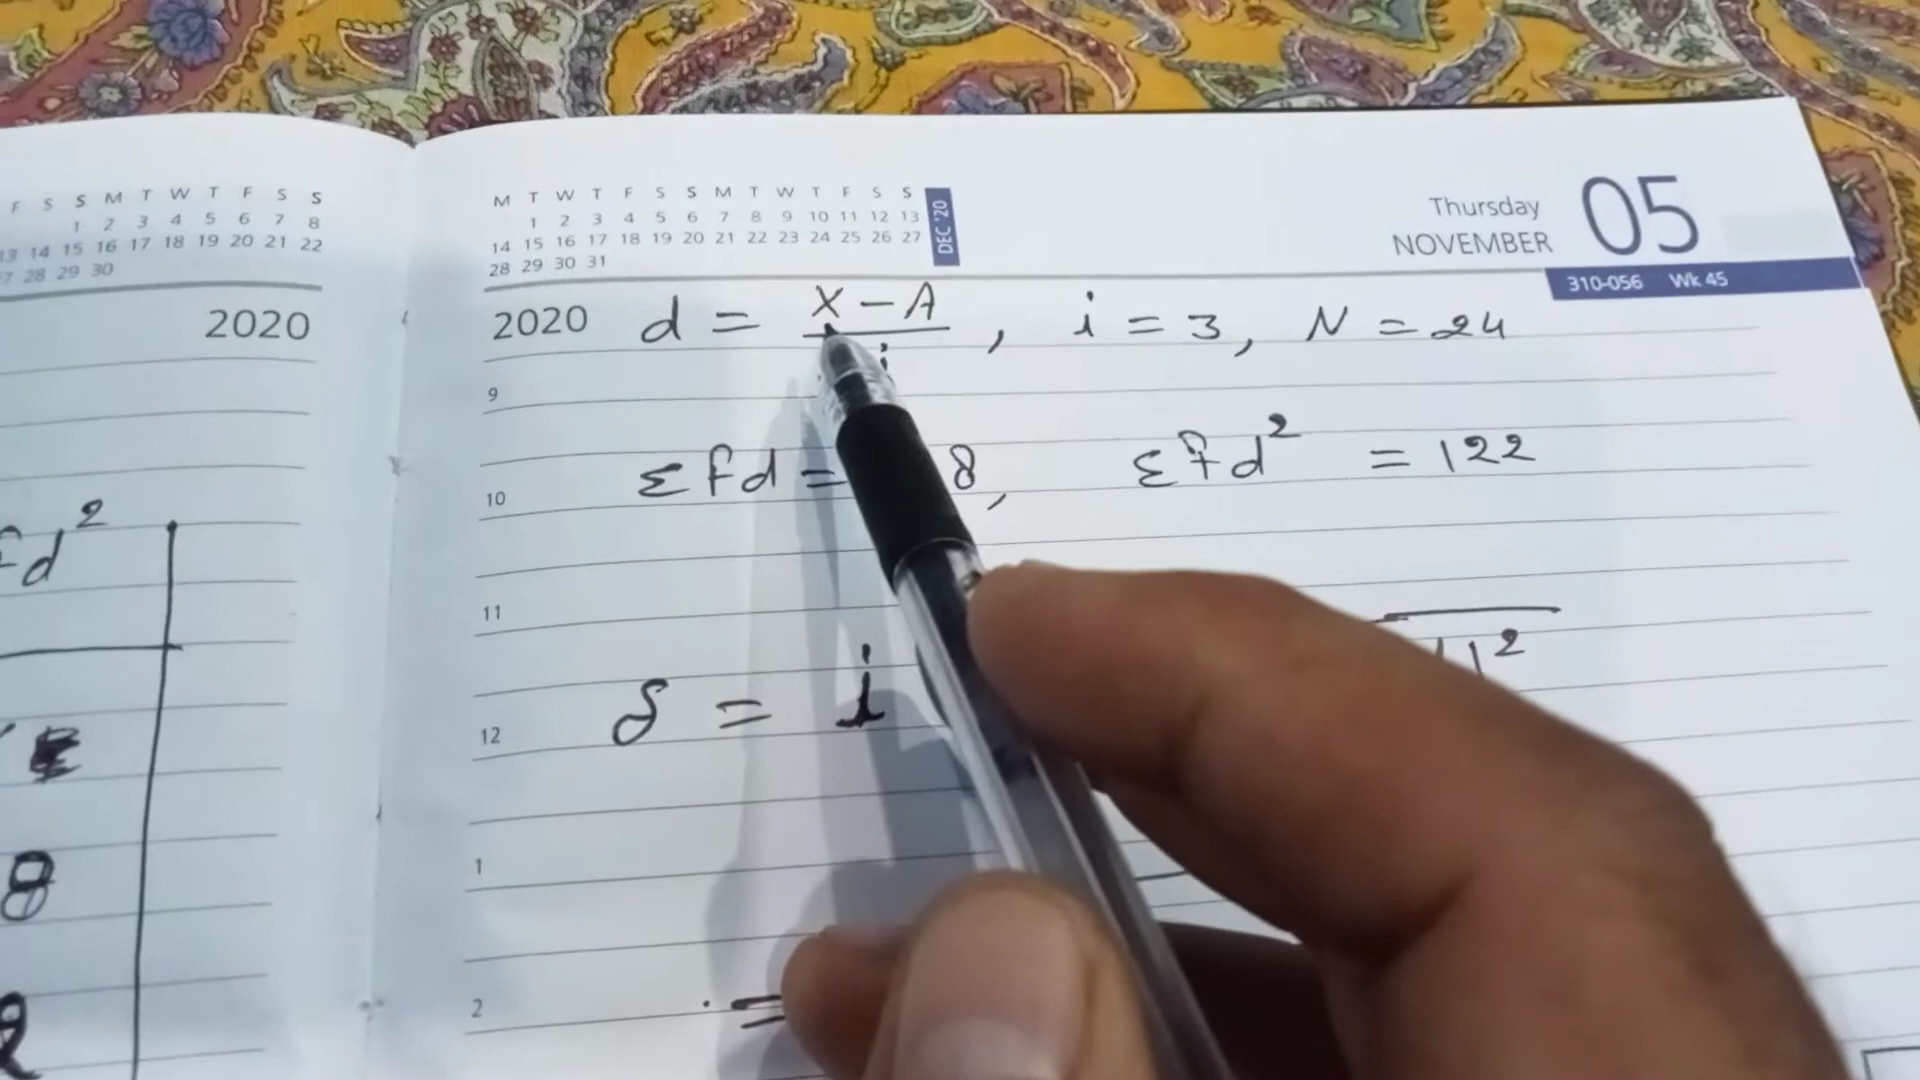 F S S M T W T F S S
1 2 3 4 5 6 7 8
13 14 15 16 17 18 19 20 21 22
27 28 29 30
2020
fd²
8
2
M T W T F S S M T W T F S S
1 2 3 4 5 6 7 8 9 10 11 12 13
14 15 16 17 18 19 20 21 22 23 24 25 26 27
28 29 30 31
DEC '20
Thursday
NOVEMBER
05
310-056 Wk 45
2020 d = X - A / i , i = 3, N = 24
9
Σfd = 8, Σfd² = 122
10
11
δ = i
12
1
2 =